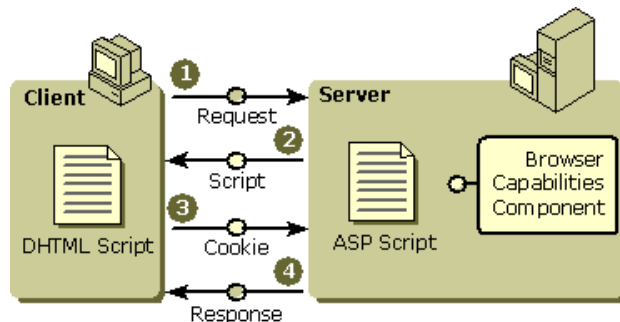 Client
1
Request
Server
2
Script
Browser
Capabilities
Component
3
Cookie
DHTML Script
ASP Script
4
Response